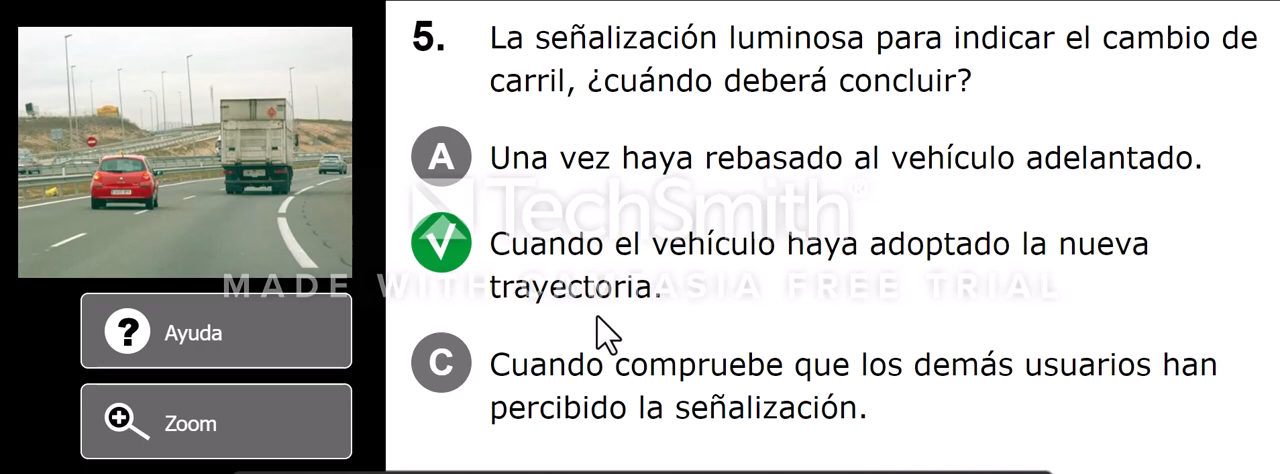 5. La señalización luminosa para indicar el cambio de
carril, ¿cuándo deberá concluir?
A Una vez haya rebasado al vehículo adelantado.
TechSmith®
√ Cuando el vehículo haya adoptado la nueva
trayectoria.
MADE WITH CAMTASIA FREE TRIAL
C Cuando compruebe que los demás usuarios han
percibido la señalización.
? Ayuda
Zoom